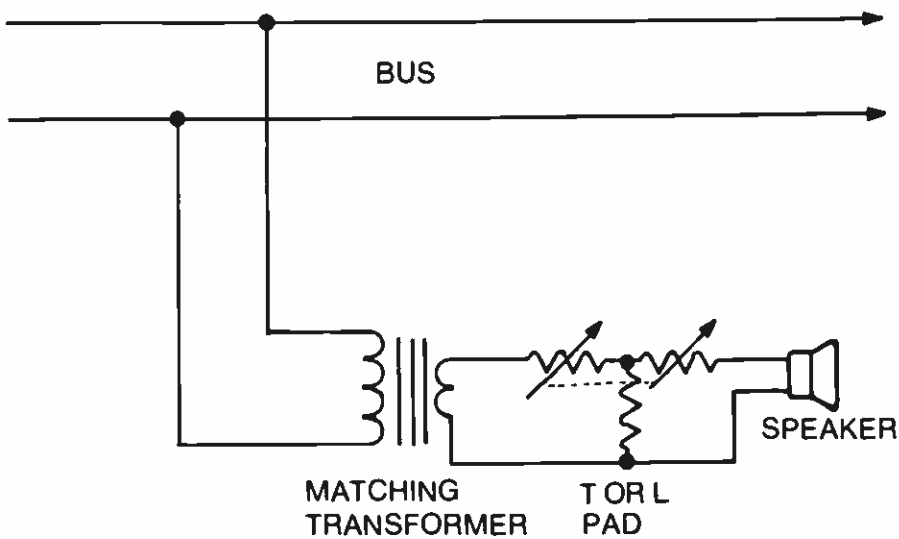 BUS
SPEAKER
MATCHING
TRANSFORMER
T OR L
PAD